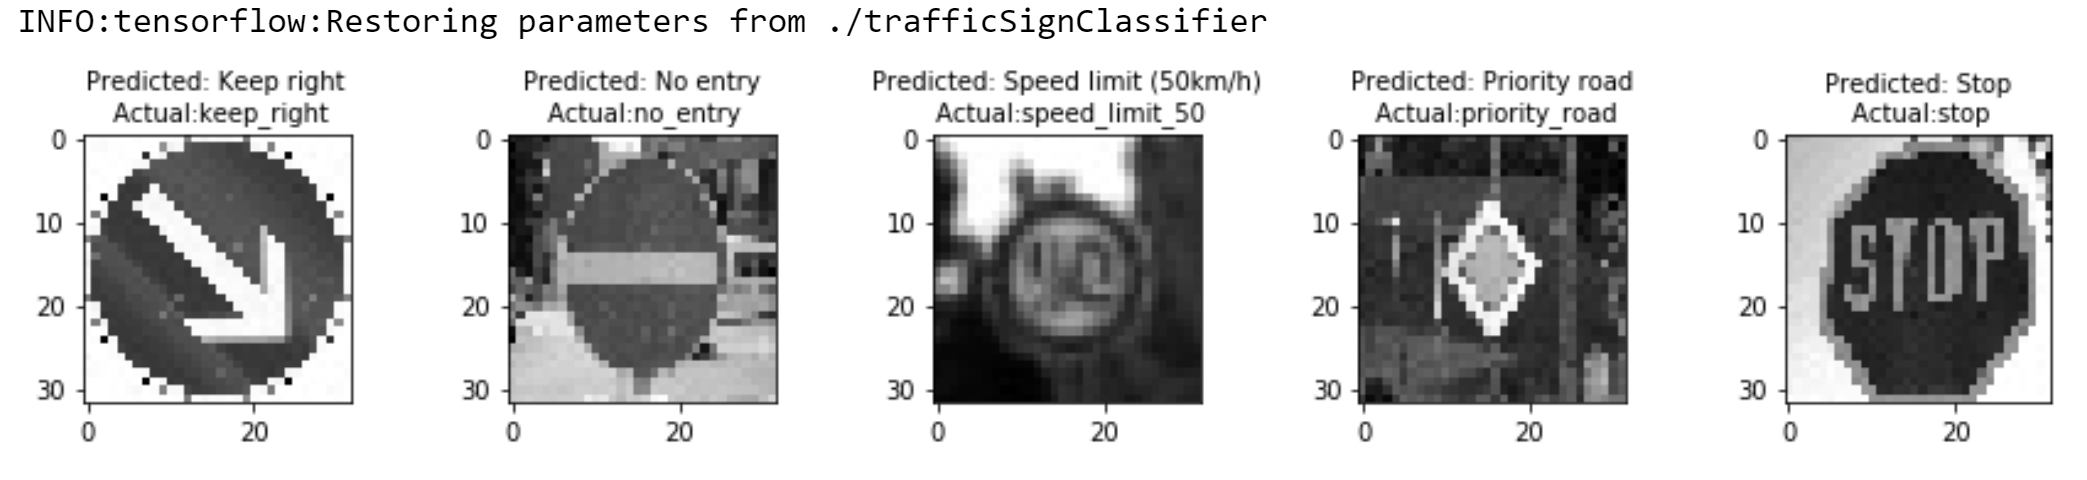 INFO:tensorflow:Restoring parameters from ./trafficSignClassifier
Predicted: Keep right
Actual:keep_right
0
10
20
30
0 20
Predicted: No entry
Actual:no_entry
0
10
20
30
0 20
Predicted: Speed limit (50km/h)
Actual:speed_limit_50
0
10
20
30
0 20
Predicted: Priority road
Actual:priority_road
0
10
20
30
0 20
Predicted: Stop
Actual:stop
0
10
20
30
STOP
0 20